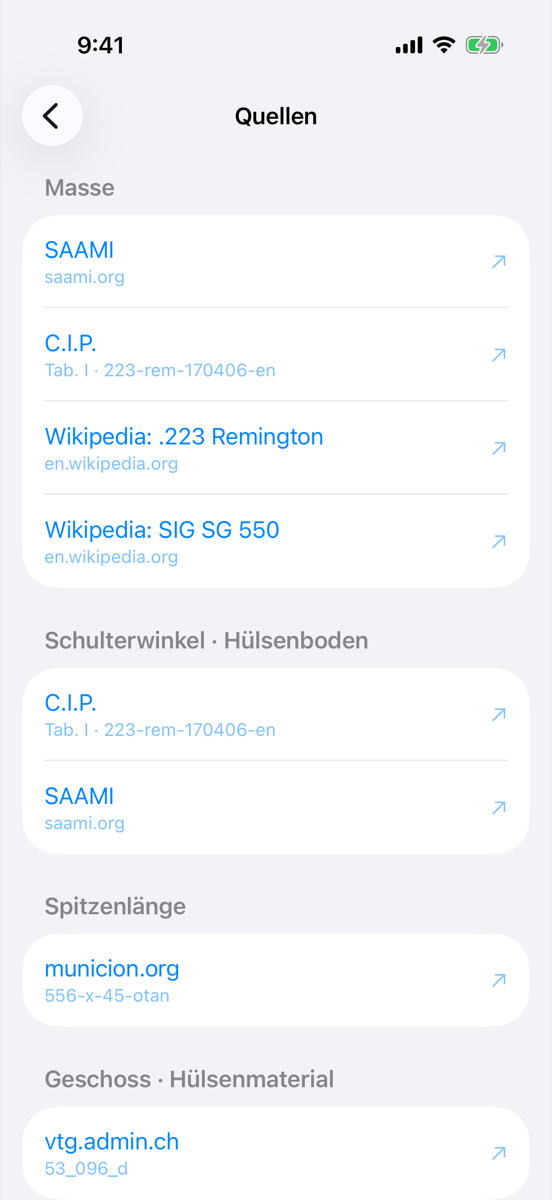 9:41
Quellen
Masse
SAAMI
saami.org
C.I.P.
Tab. I · 223-rem-170406-en
Wikipedia: .223 Remington
en.wikipedia.org
Wikipedia: SIG SG 550
en.wikipedia.org
Schulterwinkel · Hülsenboden
C.I.P.
Tab. I · 223-rem-170406-en
SAAMI
saami.org
Spitzenlänge
municion.org
556-x-45-otan
Geschoss · Hülsenmaterial
vtg.admin.ch
53_096_d